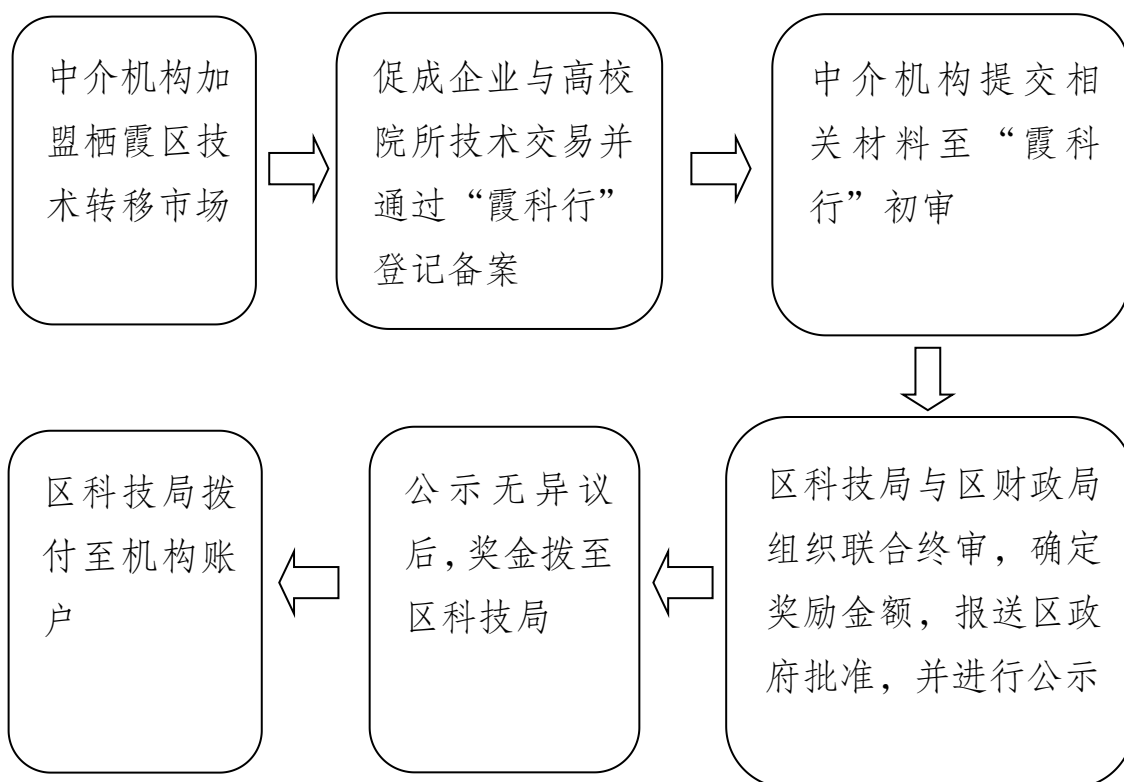 中介机构加
盟栖霞区技
术转移市场
促成企业与高校
院所技术交易并
通过“霞科行”
登记备案
中介机构提交相
关材料至“霞科
行”初审
区科技局与区财政局
组织联合终审，确定
奖励金额，报送区政
府批准，并进行公示
公示无异议
后，奖金拨至
区科技局
区科技局拨
付至机构账
户